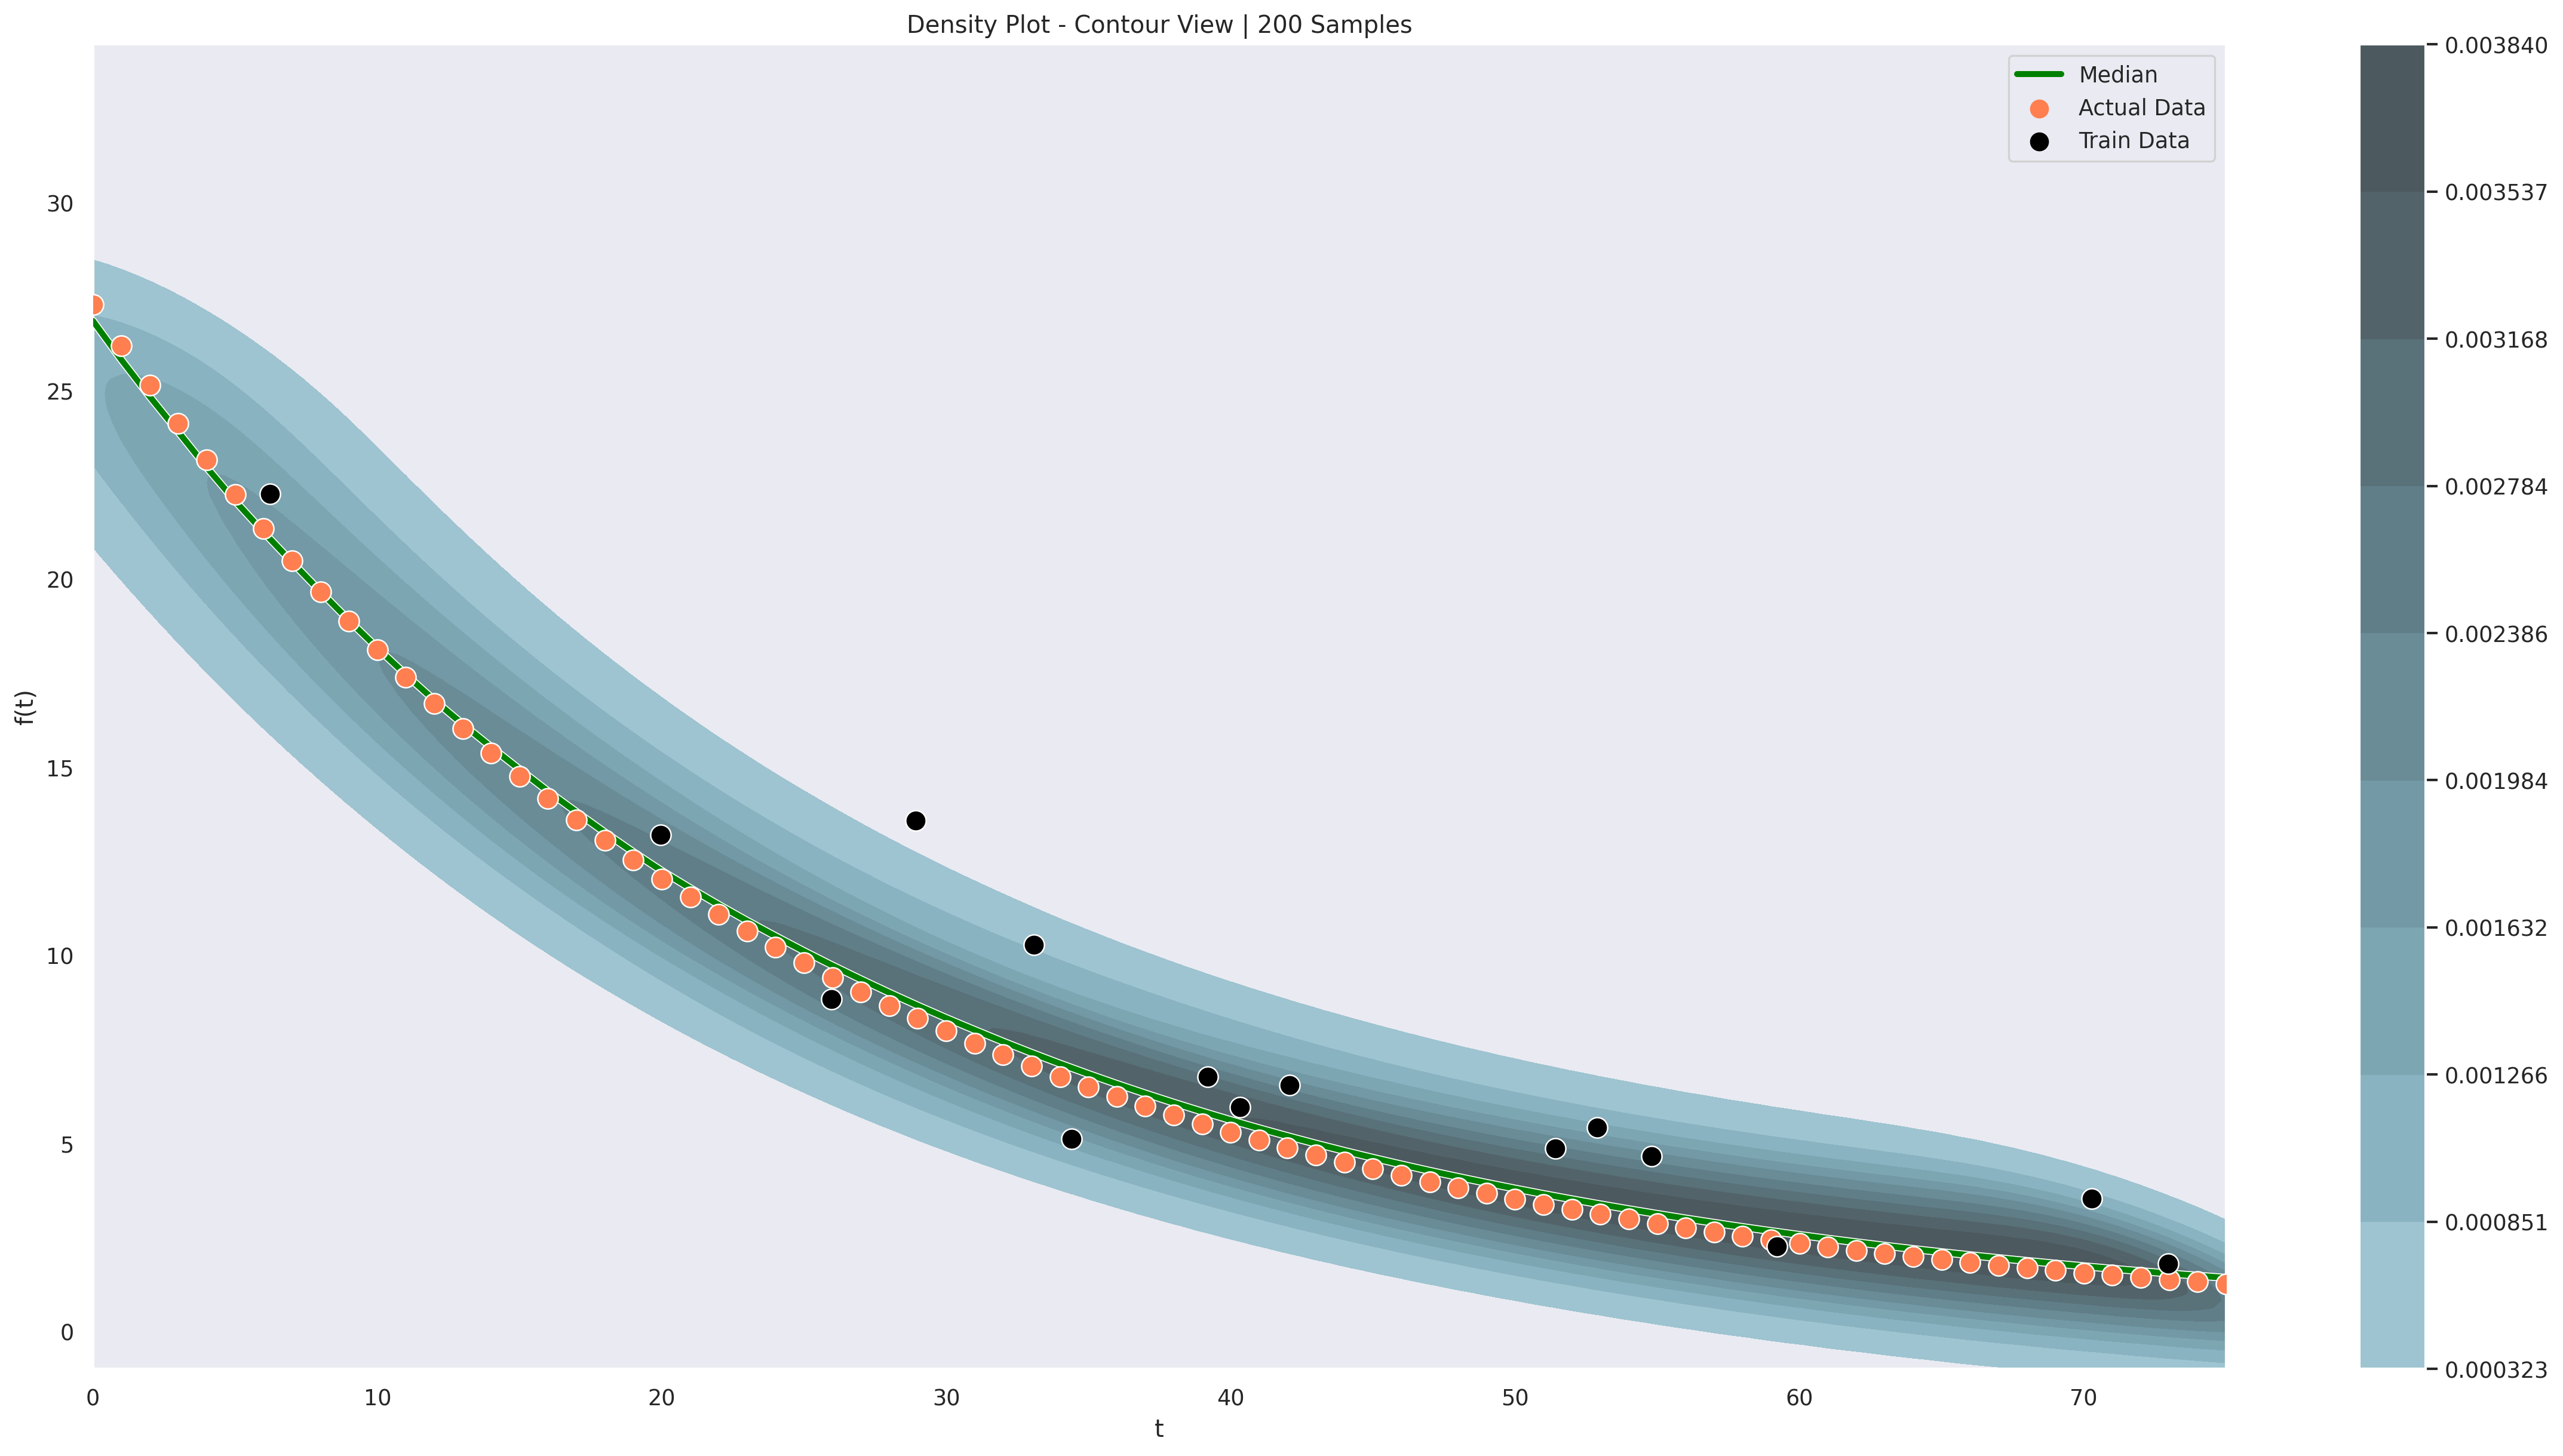 Density Plot - Contour View | 200 Samples
Median
Actual Data
Train Data
0.003840
0.003537
0.003168
0.002784
0.002386
0.001984
0.001632
0.001266
0.000851
0.000323
30
25
20
15
10
5
0
f(t)
0 10 20 30 40 50 60 70
t